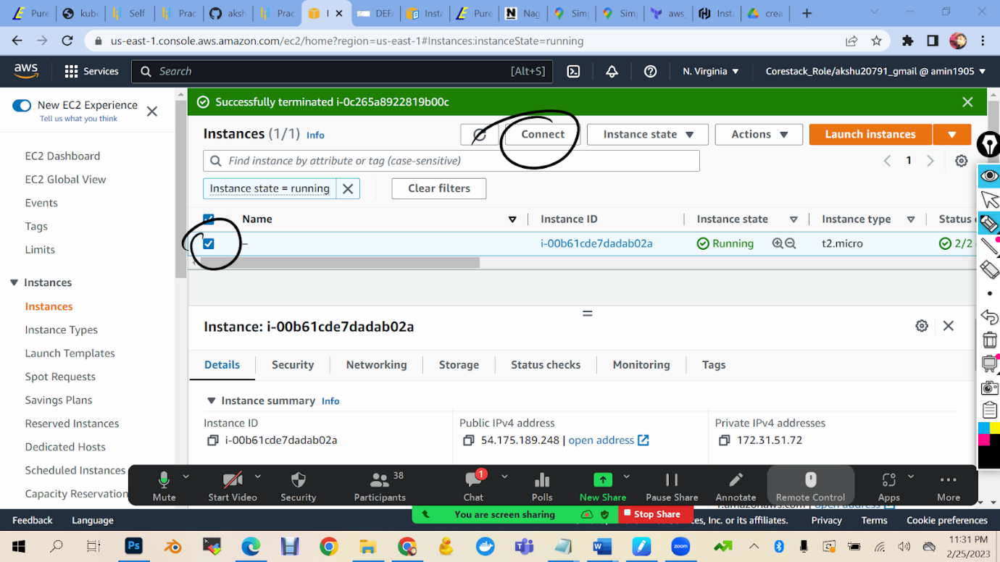 Pure
kube
Self
Prac
aksh
Prac
I
DEFA
Insta
Pure
Nag
Simp
Simp
aws_
Insta
crea
us-east-1.console.aws.amazon.com/ec2/home?region=us-east-1#Instances:instanceState=running
aws
Services
Search
[Alt+S]
N. Virginia
Corestack_Role/akshu20791_gmail @ amin1905
New EC2 Experience
Tell us what you think
EC2 Dashboard
EC2 Global View
Events
Tags
Limits
Instances
Instances
Instance Types
Launch Templates
Spot Requests
Savings Plans
Reserved Instances
Dedicated Hosts
Scheduled Instances
Capacity Reservation
Successfully terminated i-0c265a8922819b00c
Instances (1/1) Info
Connect
Instance state
Actions
Launch instances
Find instance by attribute or tag (case-sensitive)
1
Instance state = running
Clear filters
Name
Instance ID
Instance state
Instance type
Status
–
i-00b61cde7dadab02a
Running
t2.micro
2/2
Instance: i-00b61cde7dadab02a
Details
Security
Networking
Storage
Status checks
Monitoring
Tags
Instance summary Info
Instance ID
i-00b61cde7dadab02a
Public IPv4 address
54.175.189.248 | open address
Private IPv4 addresses
172.31.51.72
Mute
Start Video
Security
Participants
38
Chat
1
Polls
New Share
Pause Share
Annotate
Remote Control
Apps
More
You are screen sharing
Stop Share
Feedback
Language
Inc. or its affiliates.
Privacy
Terms
Cookie preferences
Ps
zoom
11:31 PM
2/25/2023